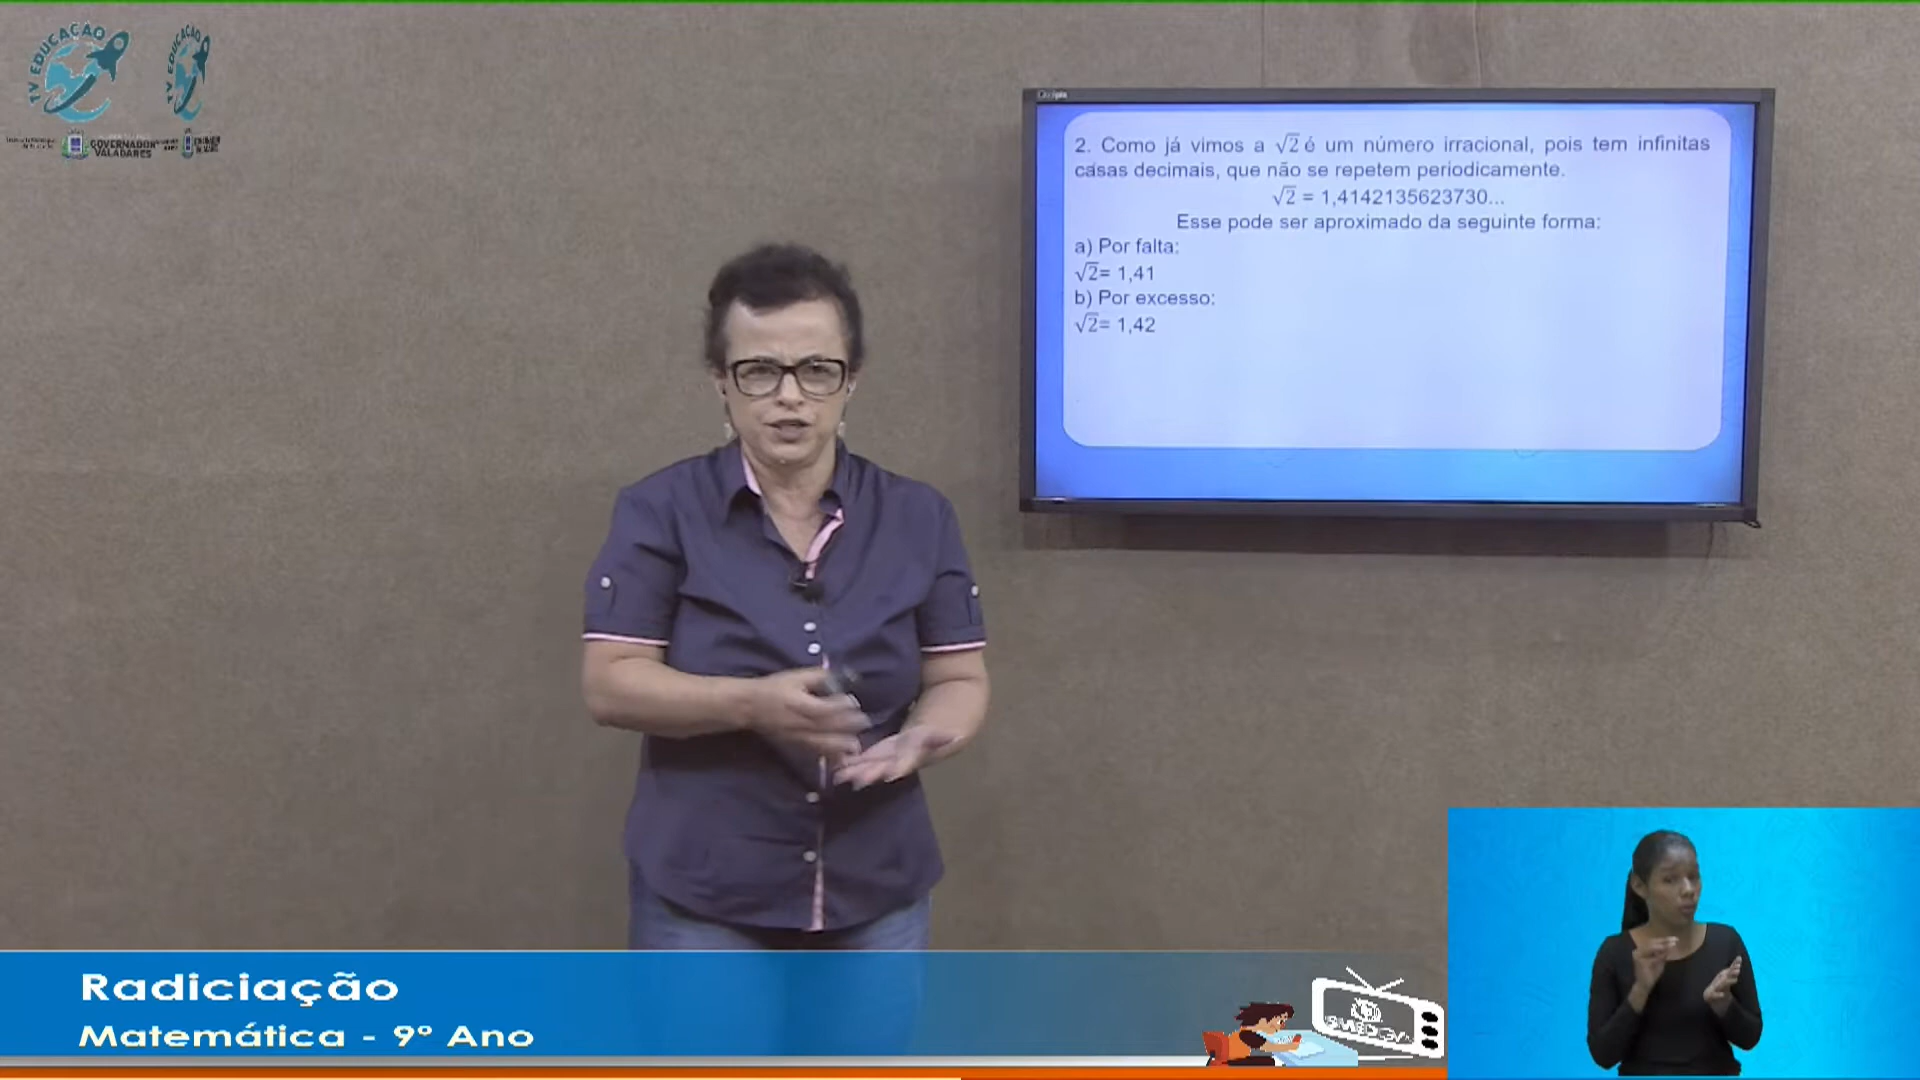 TV EDUCAÇÃO
TV EDUCAÇÃO
GOVERNADOR
VALADARES
2. Como já vimos a √2 é um número irracional, pois tem infinitas
casas decimais, que não se repetem periodicamente.
√2 = 1,4142135623730...
Esse pode ser aproximado da seguinte forma:
a) Por falta:
√2= 1,41
b) Por excesso:
√2= 1,42
Radiciação
Matemática - 9º Ano